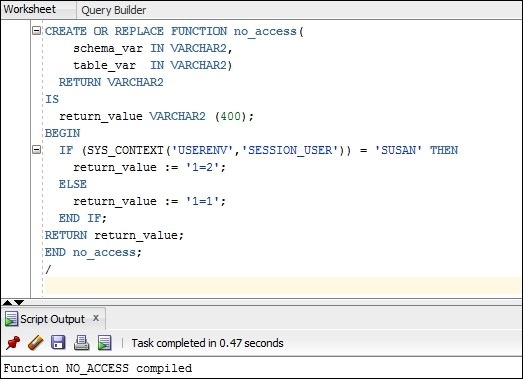 Worksheet Query Builder
CREATE OR REPLACE FUNCTION no_access(
schema_var IN VARCHAR2,
table_var  IN VARCHAR2)
RETURN VARCHAR2
IS
return_value VARCHAR2 (400);
BEGIN
IF (SYS_CONTEXT('USERENV','SESSION_USER')) = 'SUSAN' THEN
return_value := '1=2';
ELSE
return_value := '1=1';
END IF;
RETURN return_value;
END no_access;
/
Script Output x
Task completed in 0.47 seconds
Function NO_ACCESS compiled